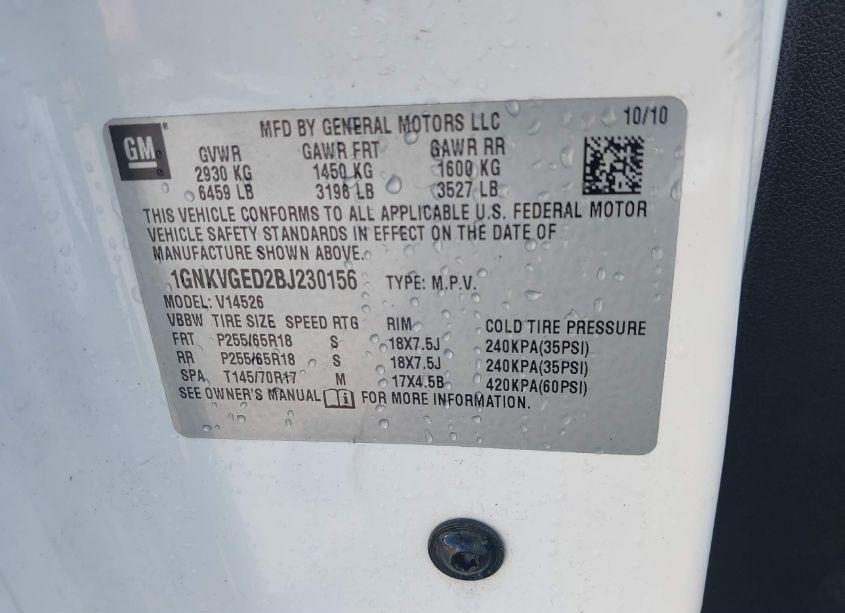 GM
MFD BY GENERAL MOTORS LLC 10/10
GVWR GAWR FRT GAWR RR
2930 KG 1450 KG 1600 KG
6459 LB 3196 LB 3527 LB
THIS VEHICLE CONFORMS TO ALL APPLICABLE U.S. FEDERAL MOTOR
VEHICLE SAFETY STANDARDS IN EFFECT ON THE DATE OF
MANUFACTURE SHOWN ABOVE.
1GNKVGED2BJ230156 TYPE: M.P.V.
MODEL: V14526
VBBW TIRE SIZE SPEED RTG RIM COLD TIRE PRESSURE
FRT P255/65R18 S 18X7.5J 240KPA(35PSI)
RR P255/65R18 S 18X7.5J 240KPA(35PSI)
SPA T145/70R17 M 17X4.5B 420KPA(60PSI)
SEE OWNER'S MANUAL FOR MORE INFORMATION.